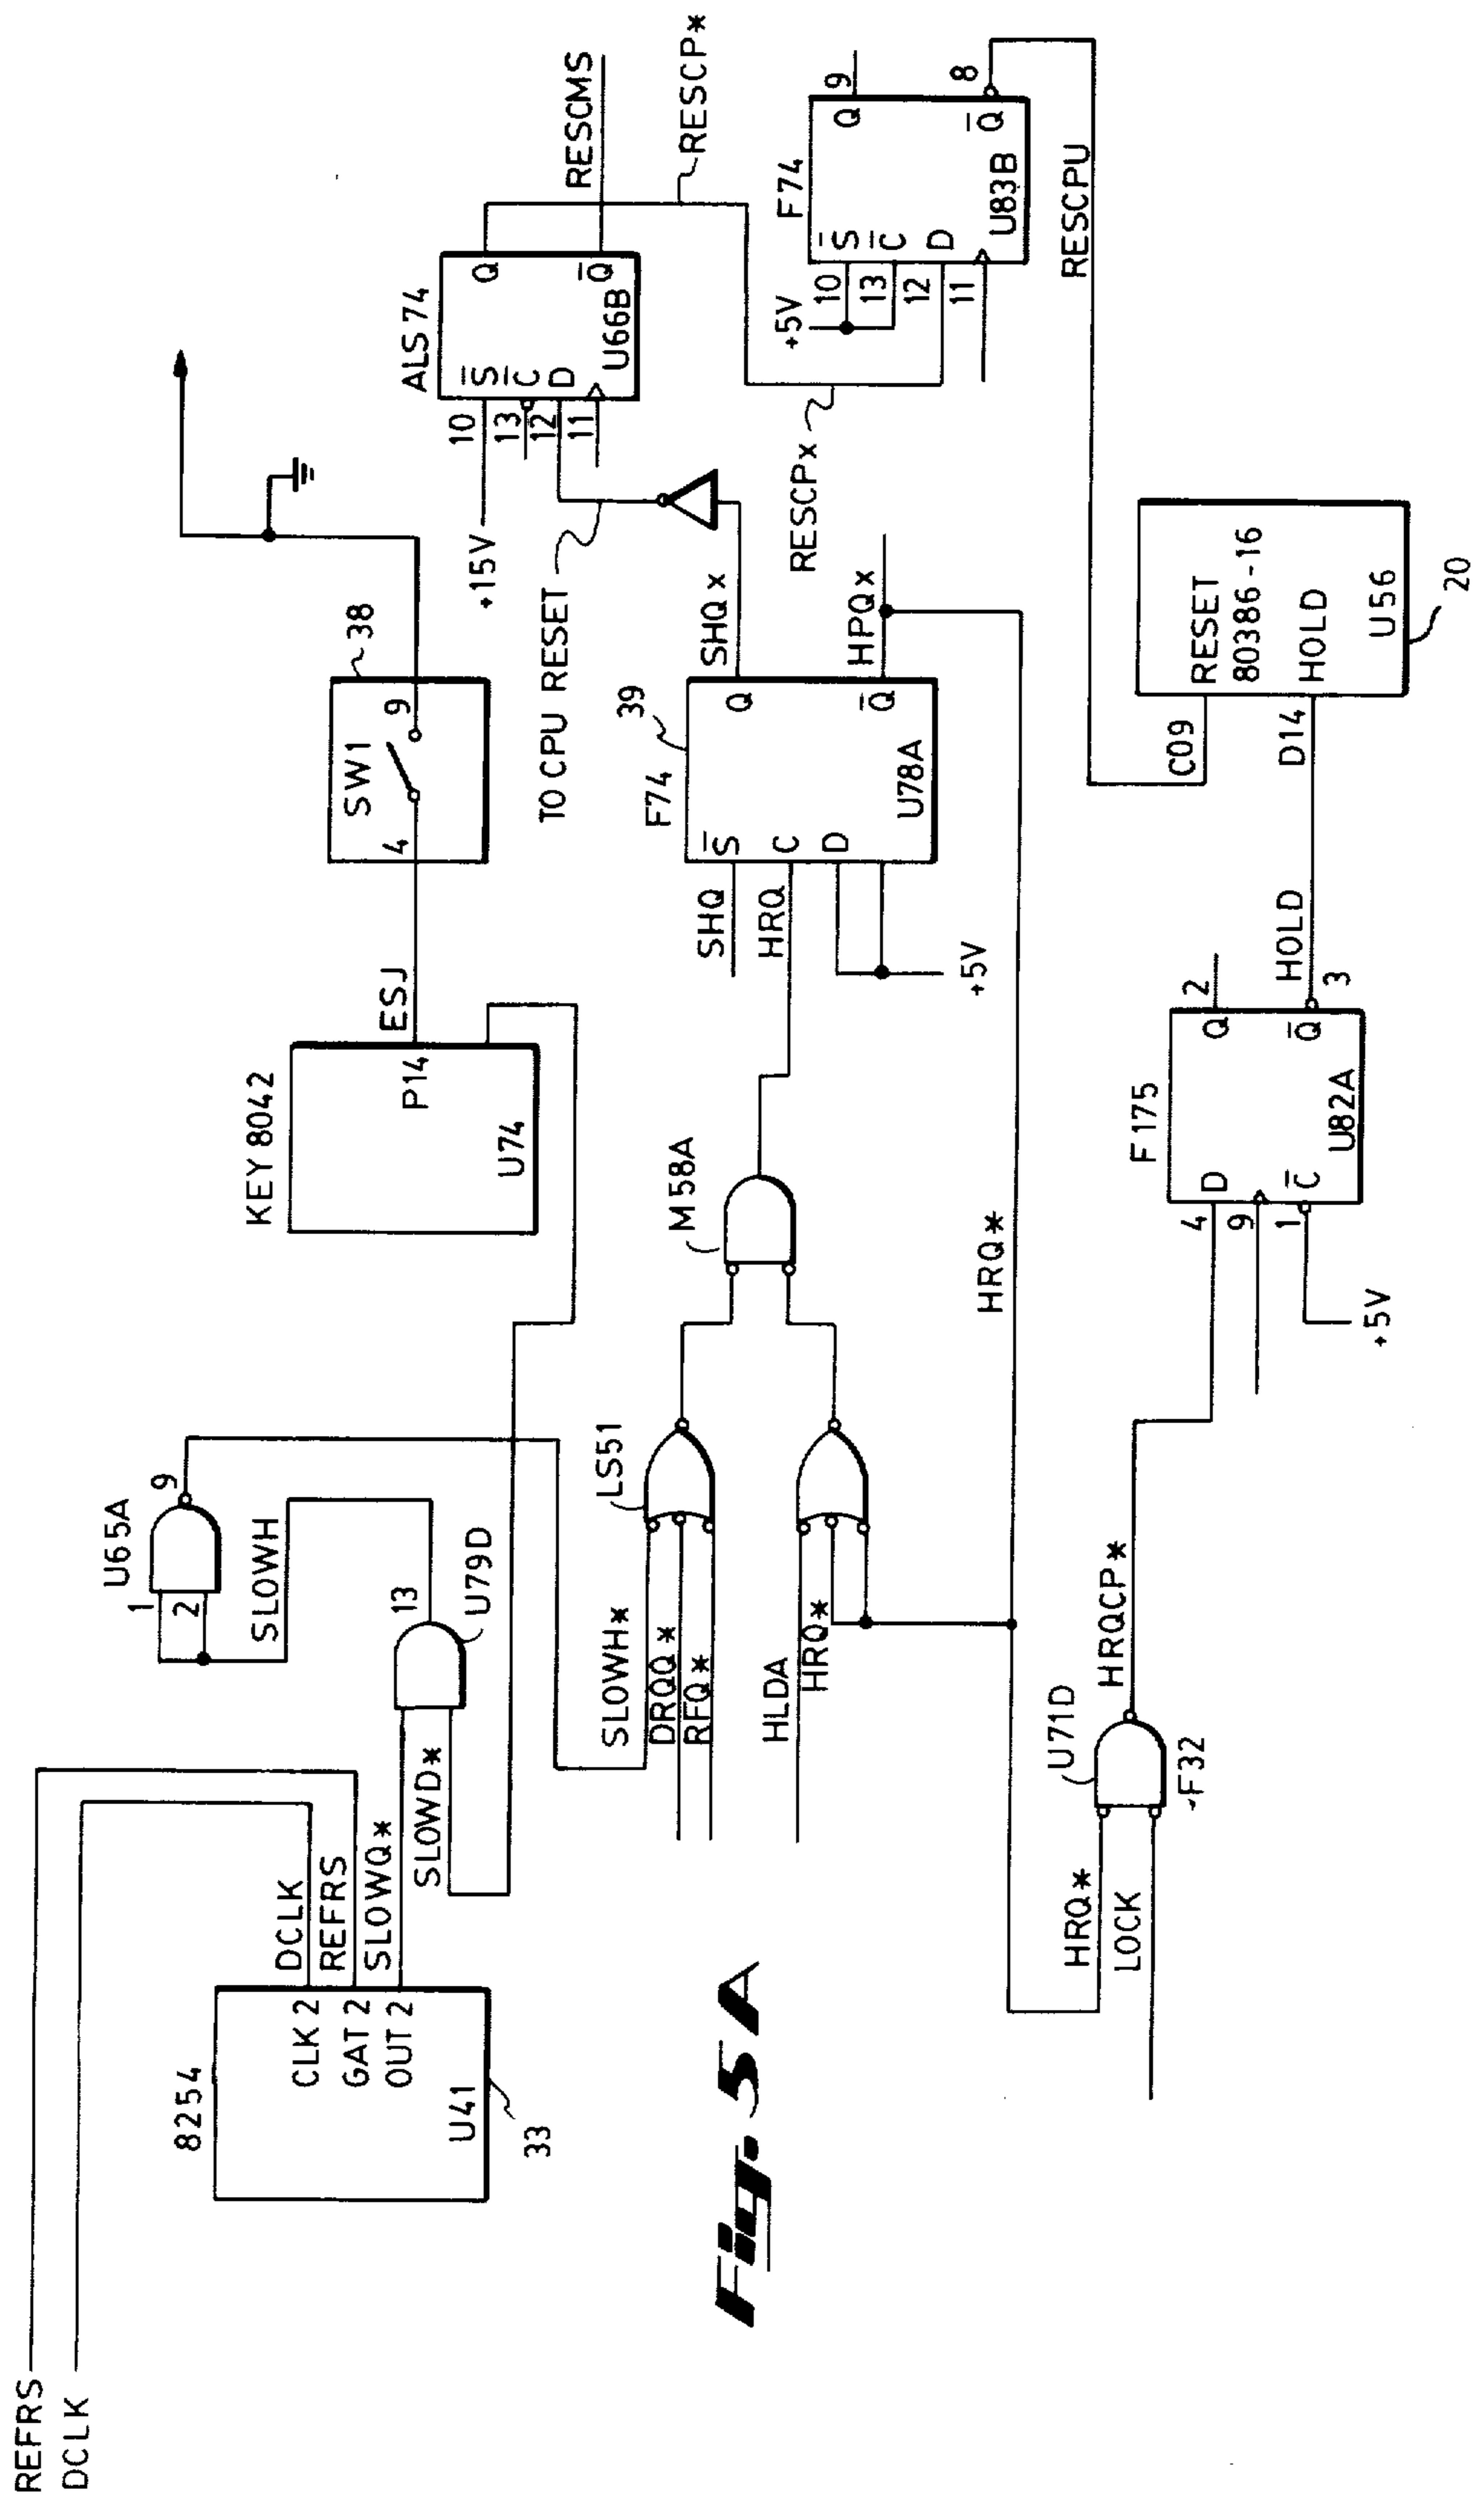 REFRS
DCLK
8254
CLK 2
GAT 2
OUT 2
U41
33
DCLK
REFRS
SLOWQ*
SLOWD*
U79D
13
SLOWH
U65A
1
2
9
KEY 8042
P14
U74
ESJ
SW1
4
9
38
SLOWH*
DRQQ*
RFQ*
LS51
HLDA
HRQ*
M58A
SHQ
HRQ
F74
39
S
C
D
Q
Q
U78A
+5V
SHQx
HPQx
TO CPU RESET
+15V
ALS74
10
13
12
11
S
C
D
Q
Q
U66B
RESCMS
RESCP*
RESCPx
F74
+5V
10
13
12
11
S
C
D
Q
9
Q
8
U83B
RESCPU
HRQ*
HRQ*
LOCK
U71D
F32
HRQCP*
F175
4
9
1
D
C
Q
2
Q
3
U82A
+5V
HOLD
C09
D14
RESET
80386-16
HOLD
U56
20
Fig. 5A